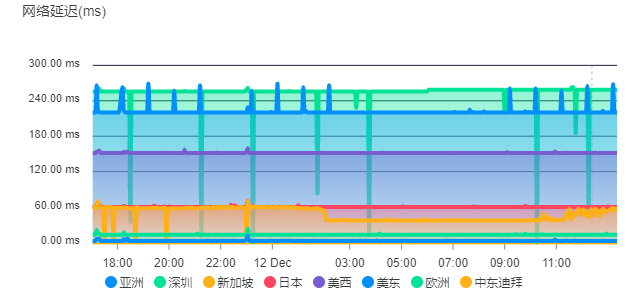 网络延迟(ms)
300.00 ms
240.00 ms
180.00 ms
120.00 ms
60.00 ms
0.00 ms
18:00 20:00 22:00 12 Dec 03:00 05:00 07:00 09:00 11:00
亚洲 深圳 新加坡 日本 美西 美东 欧洲 中东迪拜